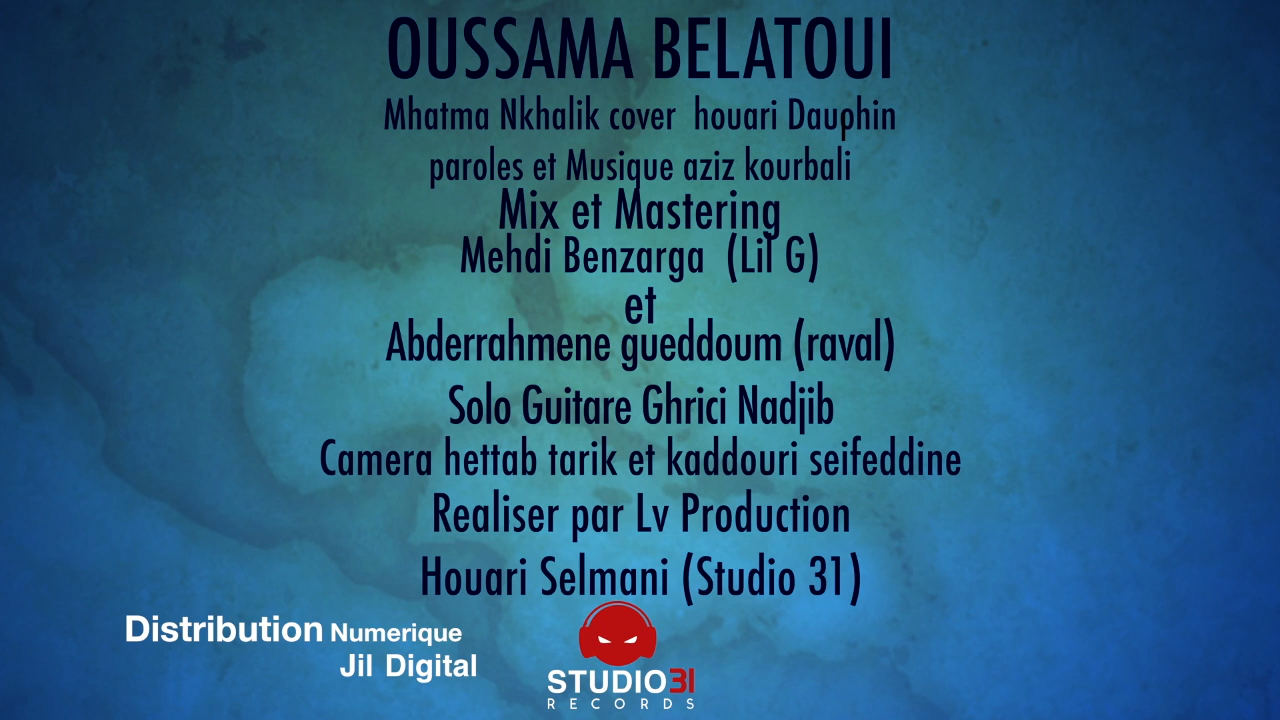 OUSSAMA BELATOUI
Mhatma Nkhalik cover houari Dauphin
paroles et Musique aziz kourbali
Mix et Mastering
Mehdi Benzarga (Lil G)
et
Abderrahmene gueddoum (raval)
Solo Guitare Ghrici Nadjib
Camera hettab tarik et kaddouri seifeddine
Realiser par Lv Production
Houari Selmani (Studio 31)
Distribution Numerique
Jil Digital
STUDIO31
RECORDS